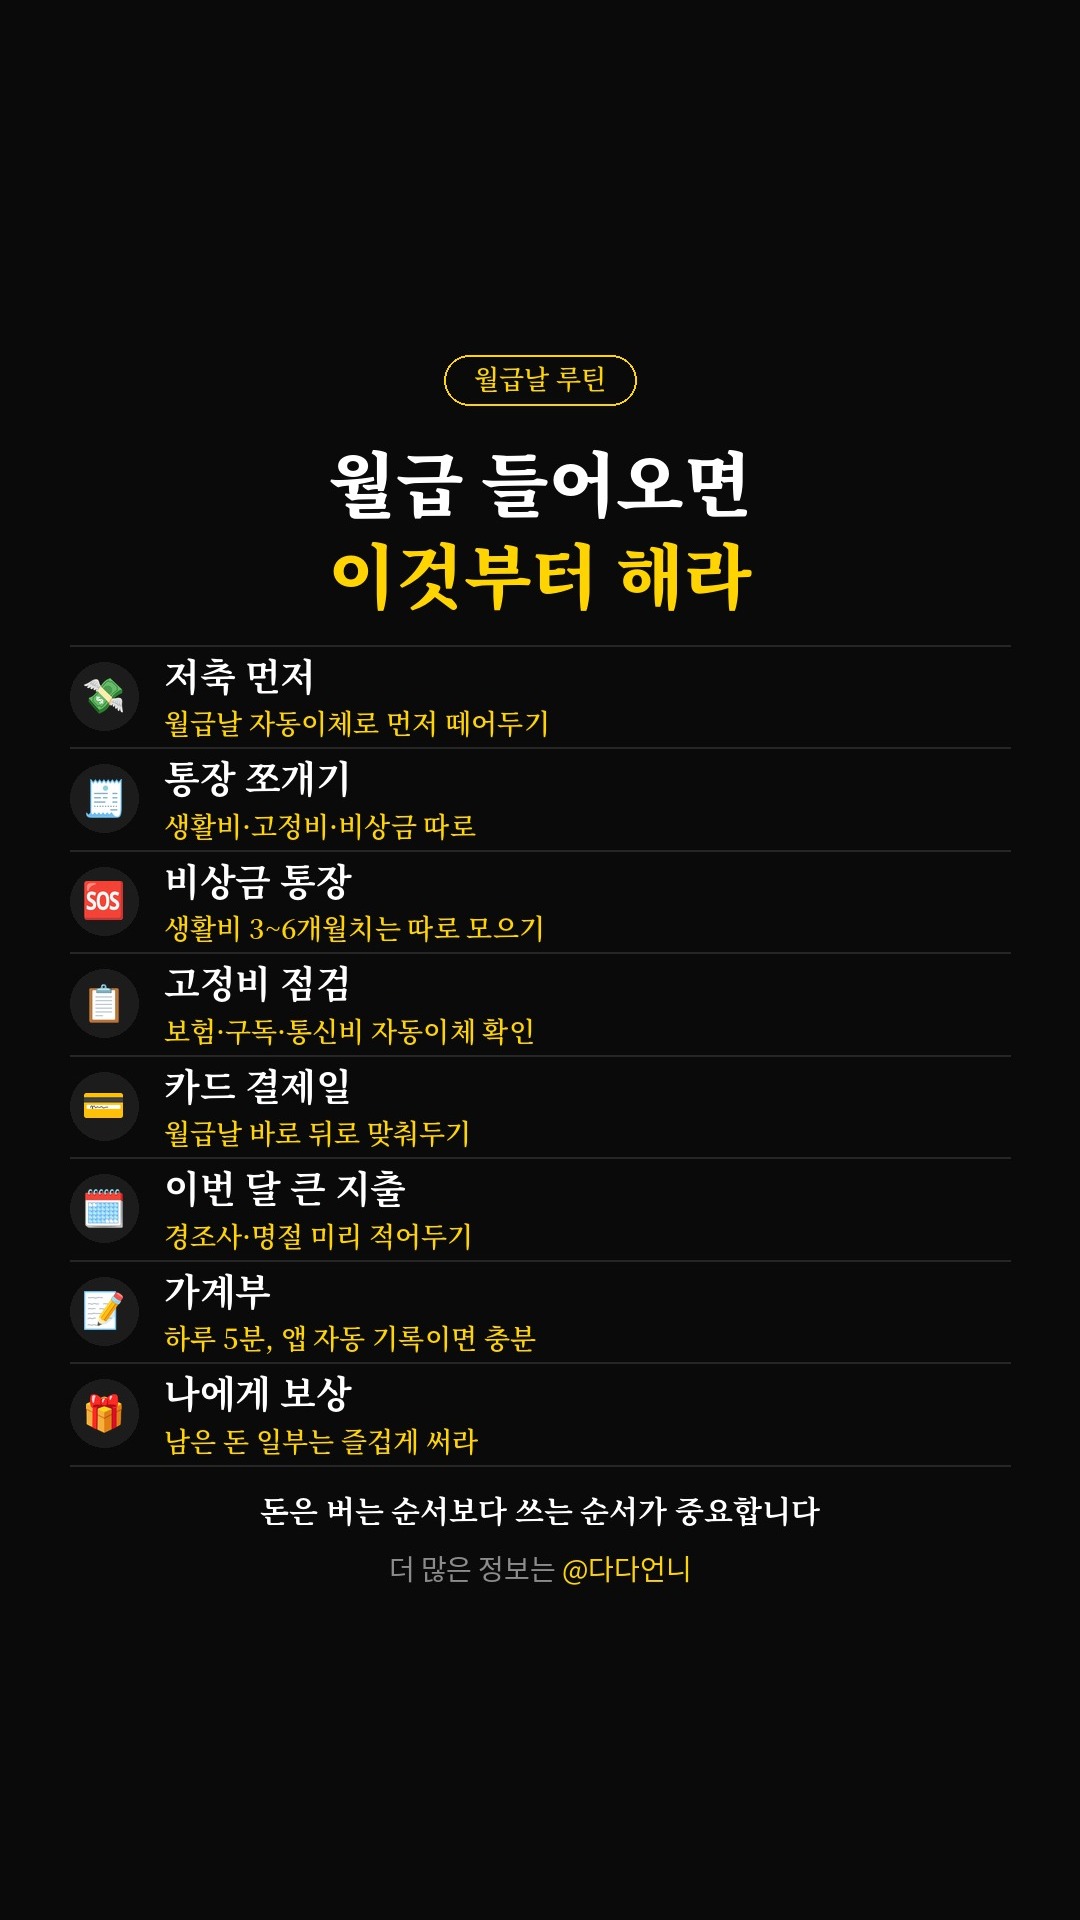 월급날 루틴
월급 들어오면
이것부터 해라
저축 먼저
월급날 자동이체로 먼저 떼어두기
통장 쪼개기
생활비·고정비·비상금 따로
SOS
비상금 통장
생활비 3~6개월치는 따로 모으기
고정비 점검
보험·구독·통신비 자동이체 확인
카드 결제일
월급날 바로 뒤로 맞춰두기
이번 달 큰 지출
경조사·명절 미리 적어두기
가계부
하루 5분, 앱 자동 기록이면 충분
나에게 보상
남은 돈 일부는 즐겁게 써라
돈은 버는 순서보다 쓰는 순서가 중요합니다
더 많은 정보는 @다다언니